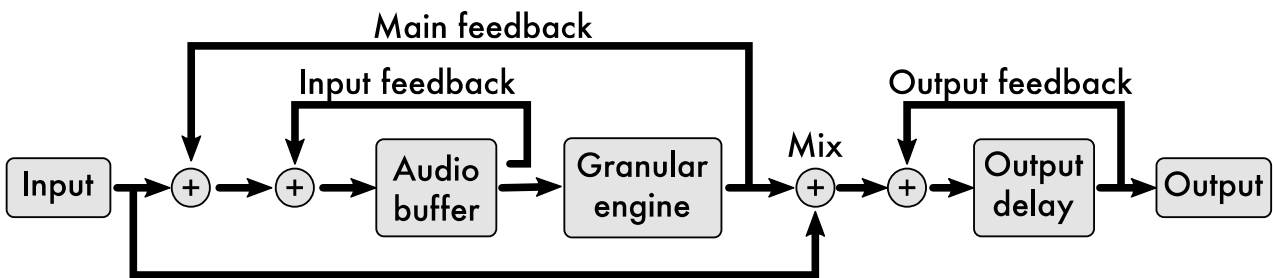 Main feedback
Input feedback
Output feedback
Mix
Input
+
+
Audio
buffer
Granular
engine
+
+
Output
delay
Output